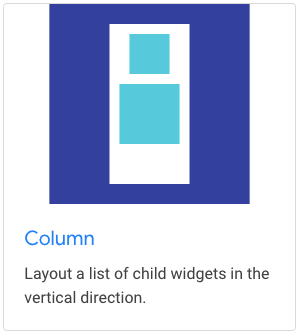 Column
Layout a list of child widgets in the
vertical direction.